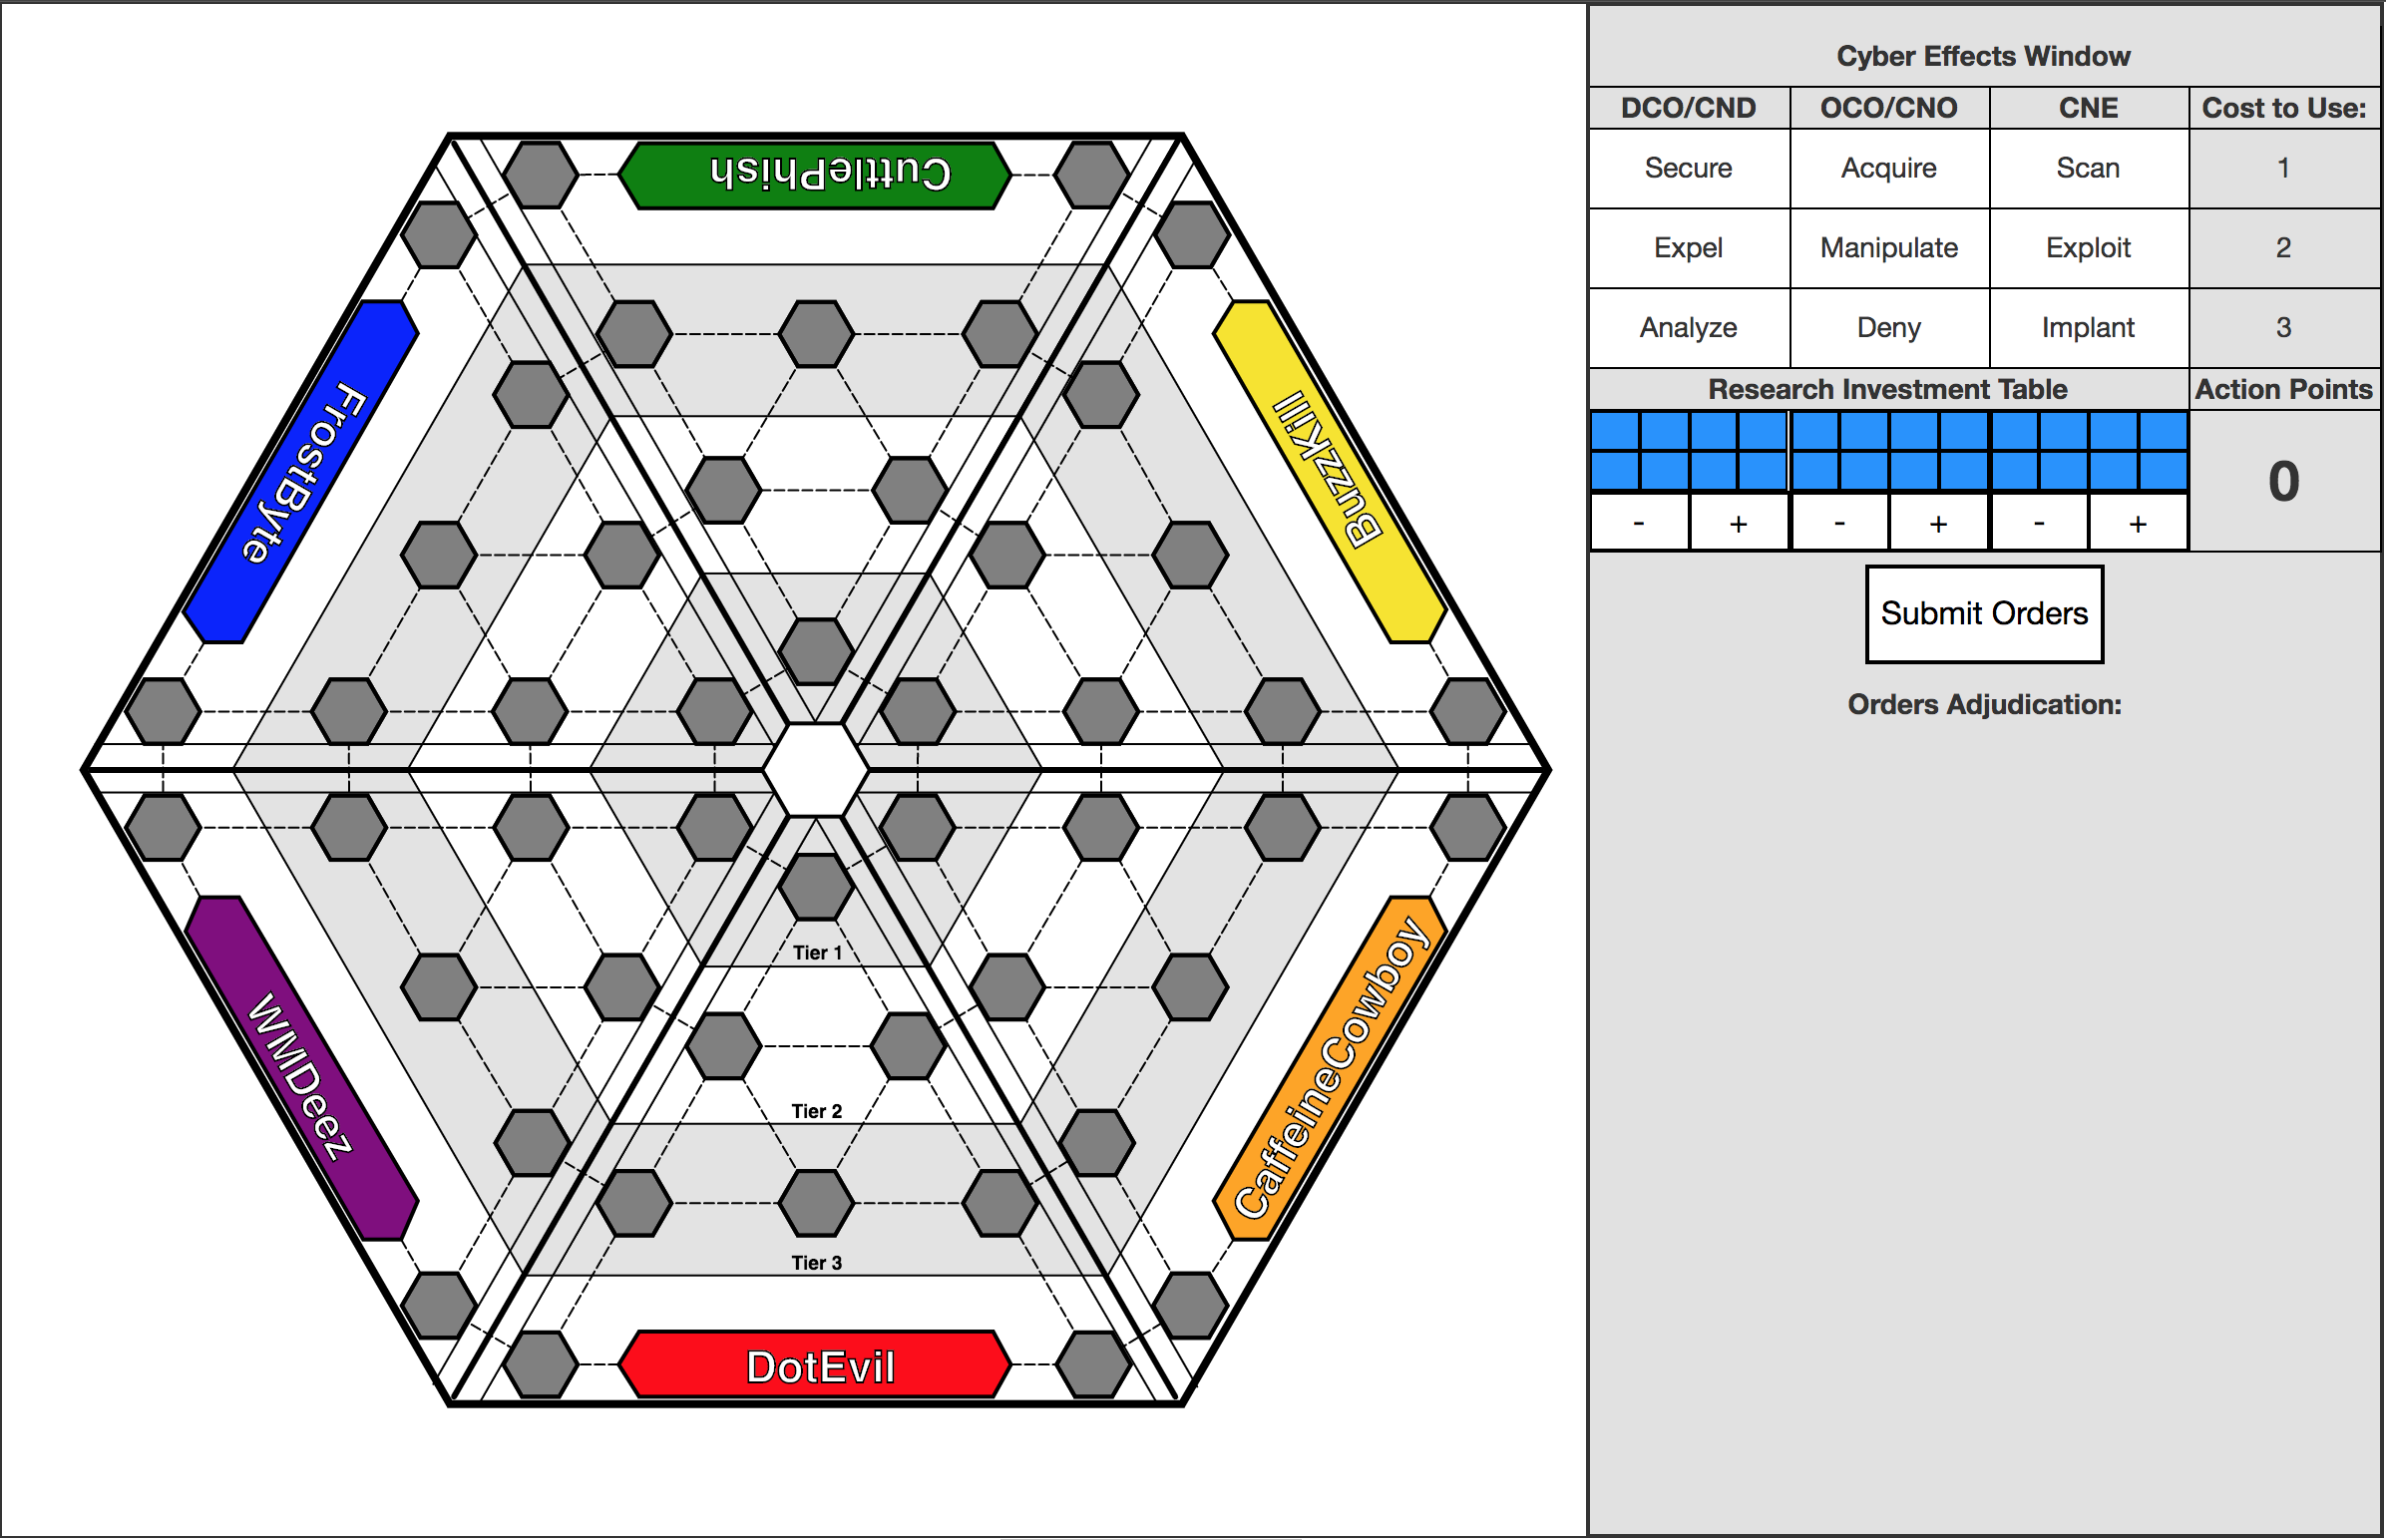 CuttlePhish
FrostByte
BuzzKill
WMDeez
CaffeineCowboy
DotEvil
Tier 1
Tier 2
Tier 3
Cyber Effects Window
DCO/CND OCO/CNO CNE Cost to Use:
Secure Acquire Scan 1
Expel Manipulate Exploit 2
Analyze Deny Implant 3
Research Investment Table Action Points
0
- + - + - +
Submit Orders
Orders Adjudication: